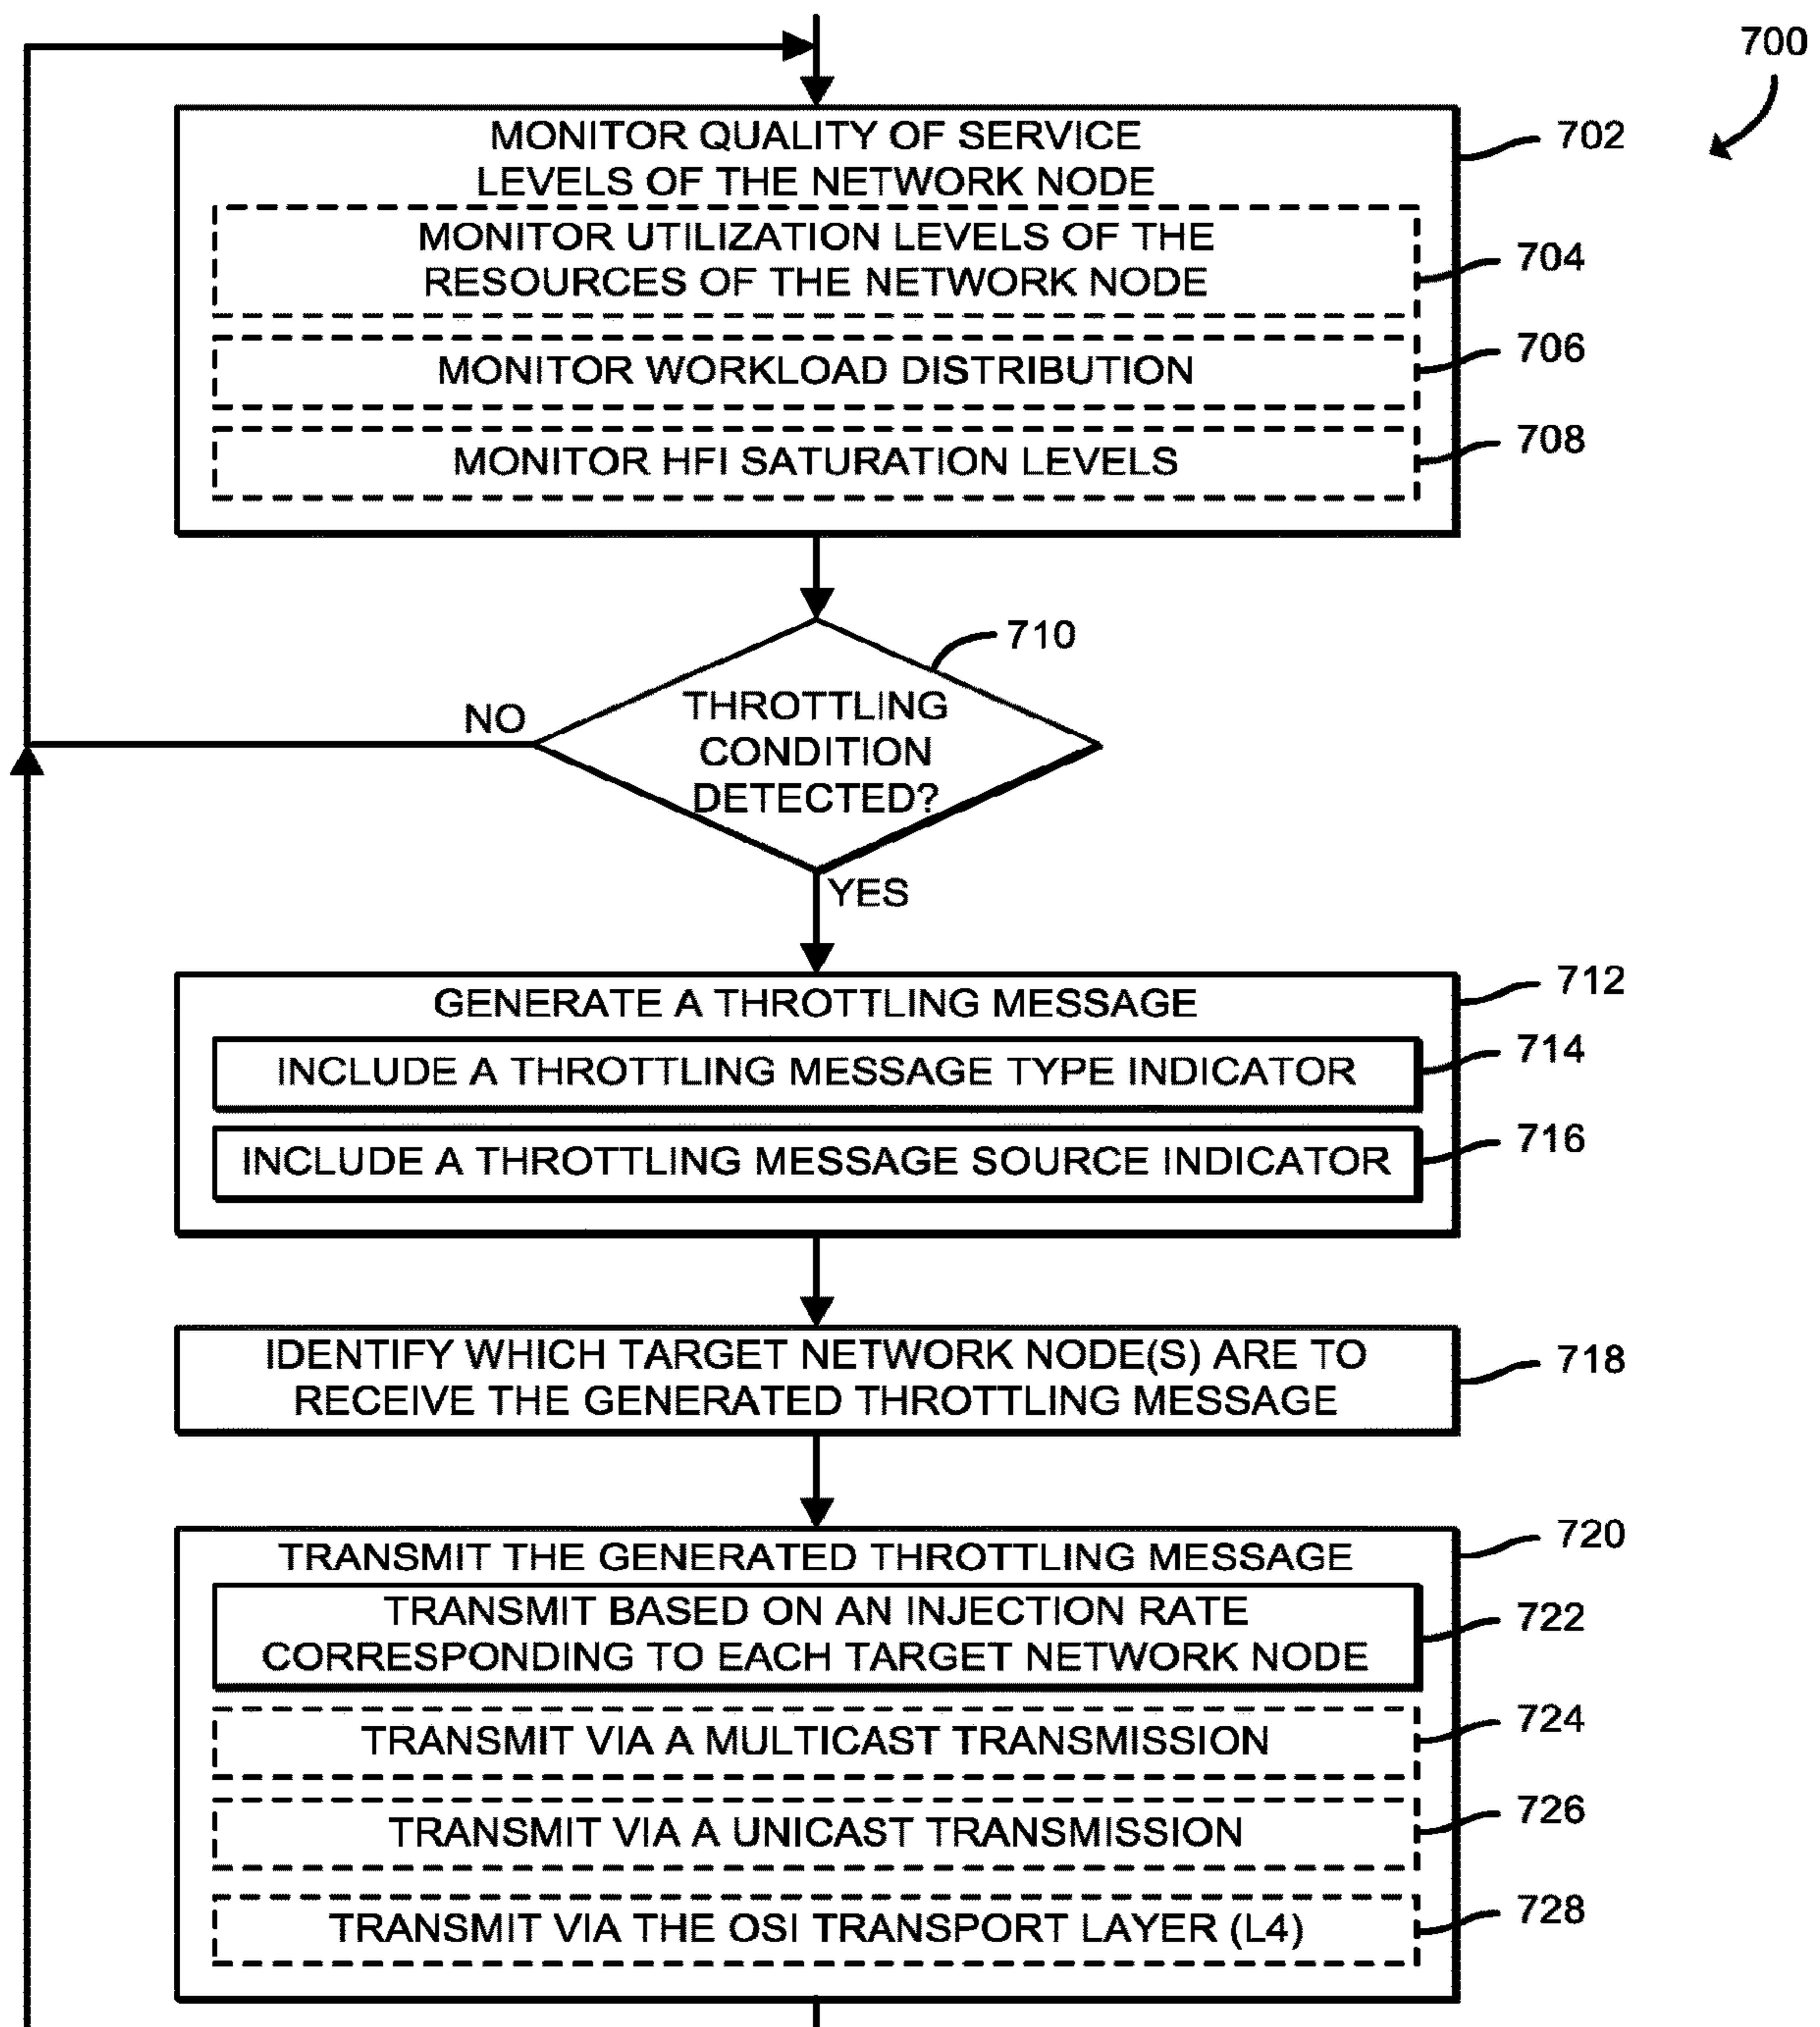 700
MONITOR QUALITY OF SERVICE
LEVELS OF THE NETWORK NODE
702
MONITOR UTILIZATION LEVELS OF THE
RESOURCES OF THE NETWORK NODE
704
MONITOR WORKLOAD DISTRIBUTION
706
MONITOR HFI SATURATION LEVELS
708
710
THROTTLING
CONDITION
DETECTED?
NO
YES
GENERATE A THROTTLING MESSAGE
712
INCLUDE A THROTTLING MESSAGE TYPE INDICATOR
714
INCLUDE A THROTTLING MESSAGE SOURCE INDICATOR
716
IDENTIFY WHICH TARGET NETWORK NODE(S) ARE TO
RECEIVE THE GENERATED THROTTLING MESSAGE
718
TRANSMIT THE GENERATED THROTTLING MESSAGE
720
TRANSMIT BASED ON AN INJECTION RATE
CORRESPONDING TO EACH TARGET NETWORK NODE
722
TRANSMIT VIA A MULTICAST TRANSMISSION
724
TRANSMIT VIA A UNICAST TRANSMISSION
726
TRANSMIT VIA THE OSI TRANSPORT LAYER (L4)
728